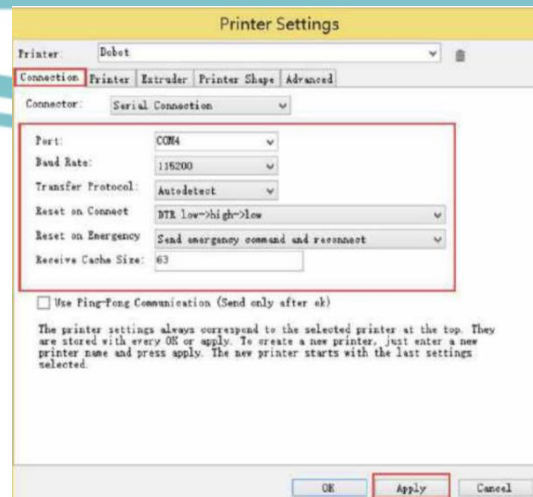 Printer Settings
Printer: Dobot
Connection Printer Extruder Printer Shape Advanced
Connector: Serial Connection
Port: COM4
Baud Rate: 115200
Transfer Protocol: Autodetect
Reset on Connect DTR low->high->low
Reset on Emergency Send emergency command and reconnect
Receive Cache Size: 63
Use Ping-Pong Communication (Send only after ok)
The printer settings always correspond to the selected printer at the top. They
are stored with every OK or apply. To create a new printer, just enter a new
printer name and press apply. The new printer starts with the last settings
selected.
OK Apply Cancel